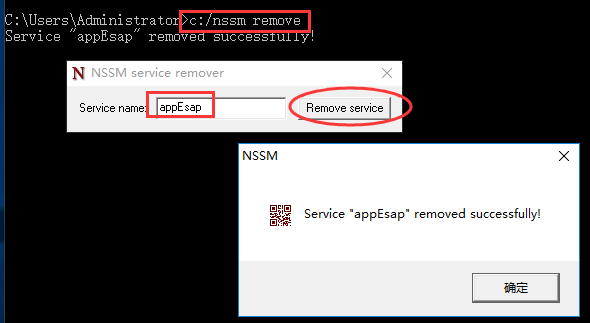 C:\Users\Administrator>c:/nssm remove
Service "appEsap" removed successfully!
N NSSM service remover
Service name: appEsap Remove service
NSSM
Service "appEsap" removed successfully!
确定